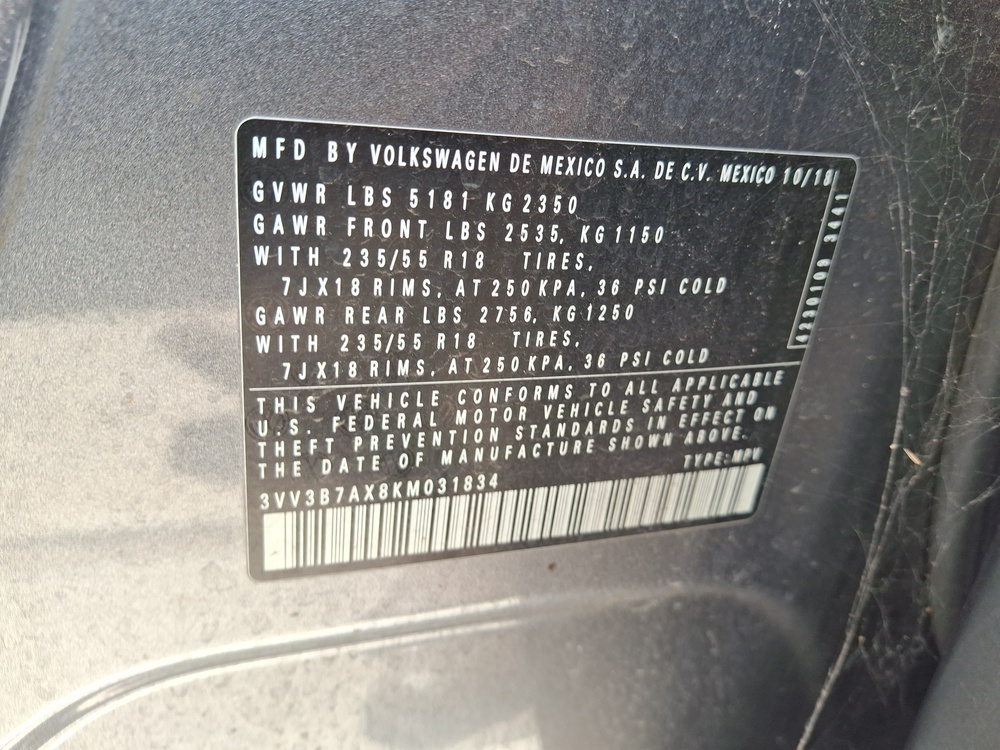 MFD BY VOLKSWAGEN DE MEXICO S.A. DE C.V. MEXICO 10/18
GVWR LBS 5181 KG 2350
GAWR FRONT LBS 2535, KG 1150
WITH 235/55 R18 TIRES,
7JX18 RIMS, AT 250 KPA, 36 PSI COLD
GAWR REAR LBS 2756, KG 1250
WITH 235/55 R18 TIRES,
7JX18 RIMS, AT 250 KPA, 36 PSI COLD
THIS VEHICLE CONFORMS TO ALL APPLICABLE
U.S. FEDERAL MOTOR VEHICLE SAFETY AND
THEFT PREVENTION STANDARDS IN EFFECT ON
THE DATE OF MANUFACTURE SHOWN ABOVE.
TYPE: MPV
3VV3B7AX8KM031834